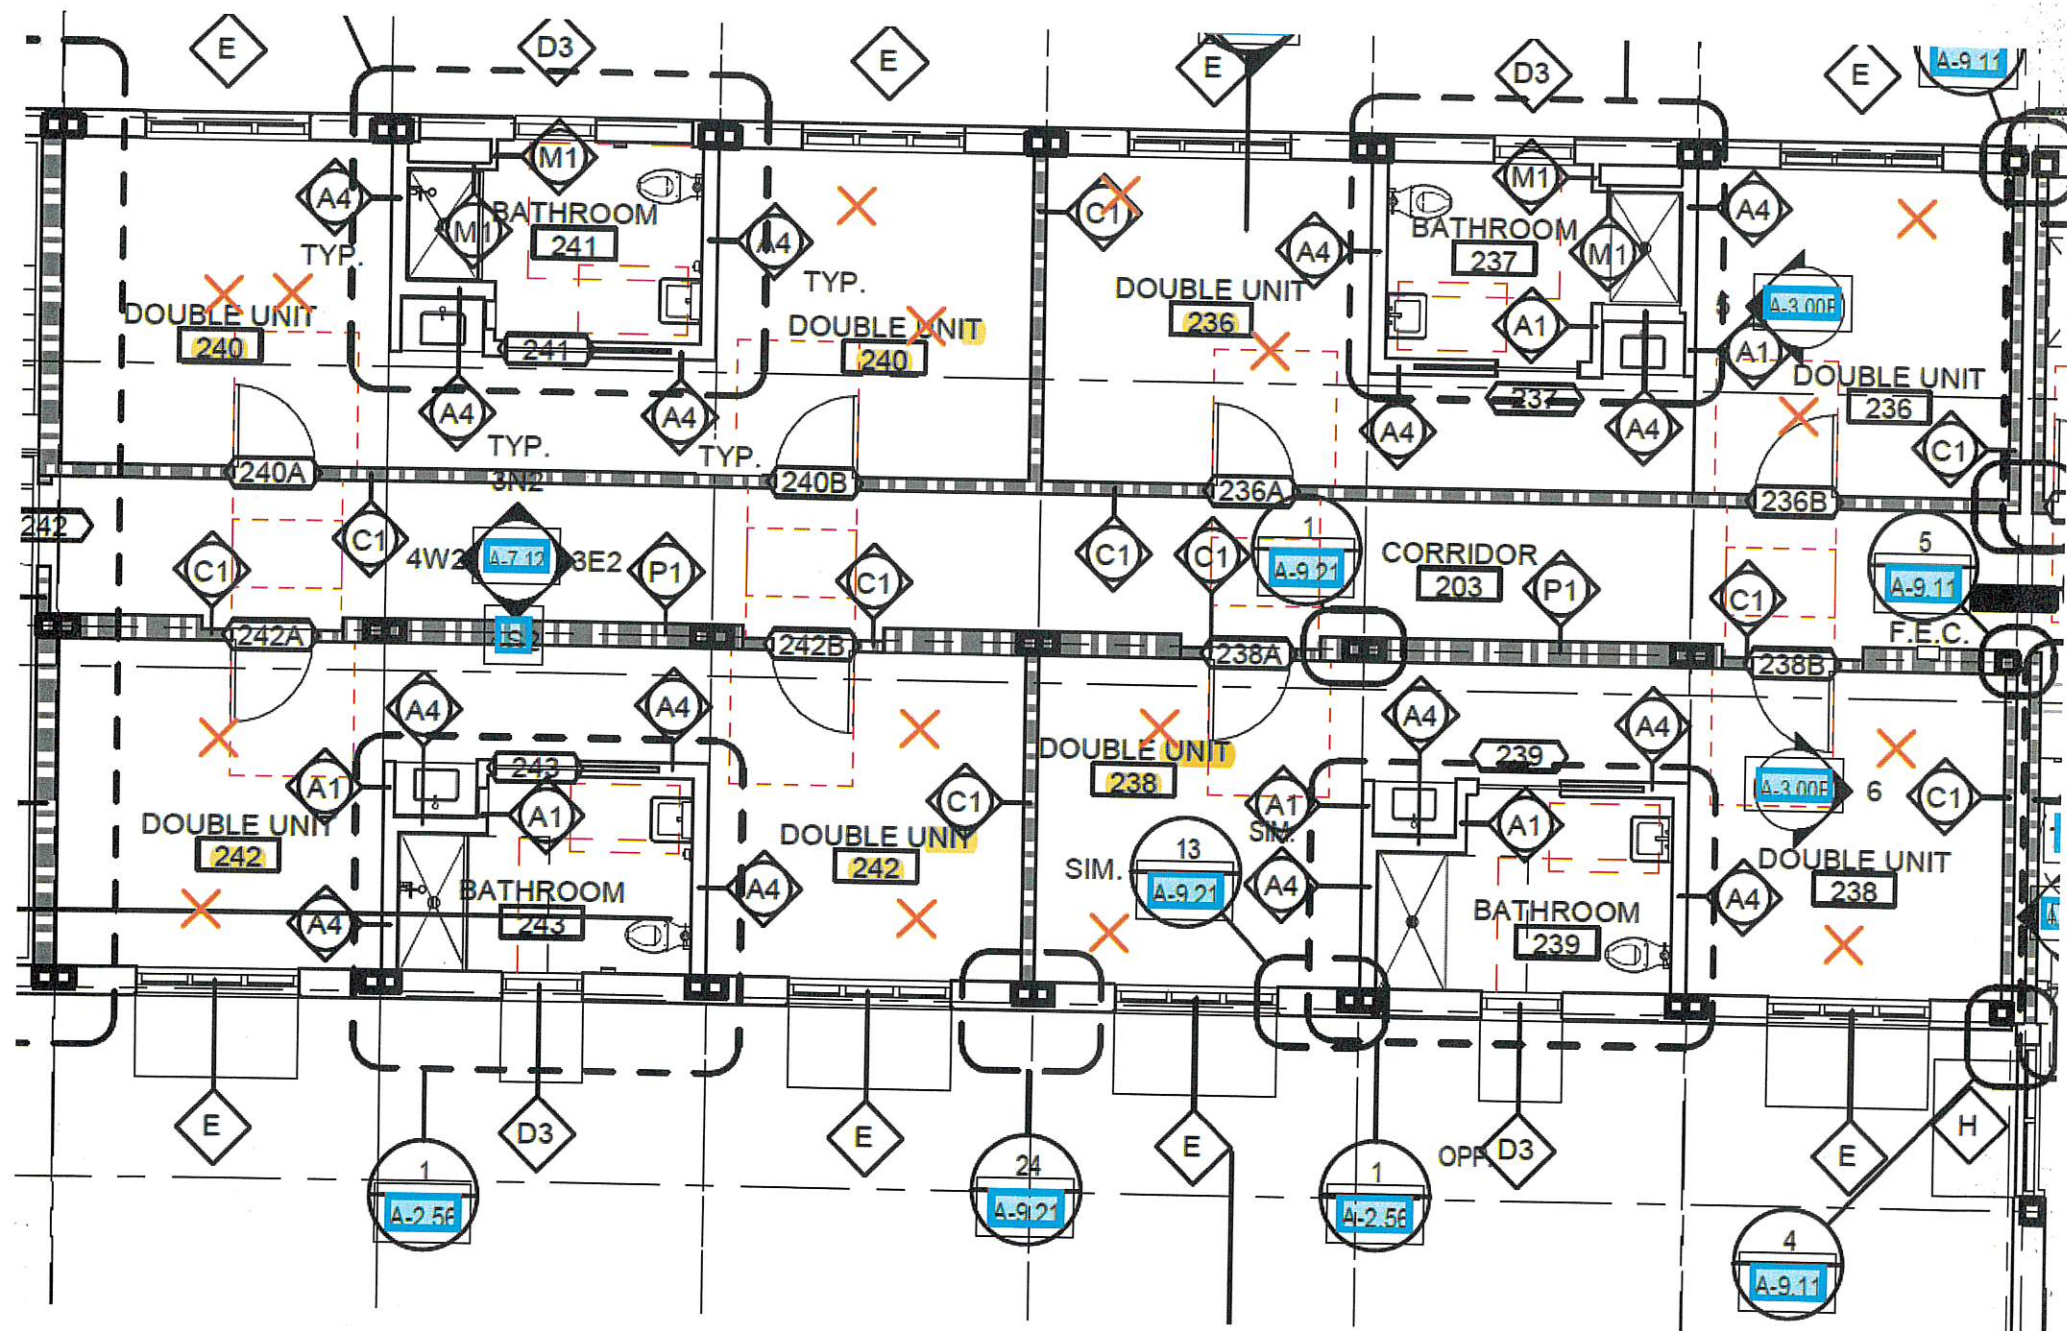 E
D3
E
E
D3
E
A-9.11
M1
M1
A4
BATHROOM
241
M1
A4
TYP.
TYP.
C1
A4
BATHROOM
237
M1
A4
A-3.00F
DOUBLE UNIT
240
DOUBLE UNIT
240
DOUBLE UNIT
236
A1
A1
DOUBLE UNIT
236
241
237
A4
A4
A4
A4
C1
TYP.
TYP.
240A
3N2
240B
236A
236B
242
C1
C1
4W2
A-7.12
3E2
P1
C1
C1
C1
1
A-9.21
CORRIDOR
203
P1
C1
5
A-9.11
F.E.C.
242A
242B
238A
238B
A4
A4
A4
A4
243
239
DOUBLE UNIT
238
A1
A1
C1
A1
SIM.
A1
A-3.00F
6
C1
DOUBLE UNIT
242
DOUBLE UNIT
242
SIM.
13
A-9.21
A4
DOUBLE UNIT
238
BATHROOM
243
A4
A4
BATHROOM
239
A4
E
D3
E
E
OPP.
D3
E
H
1
A-2.56
24
A-9.21
1
A-2.56
4
A-9.11